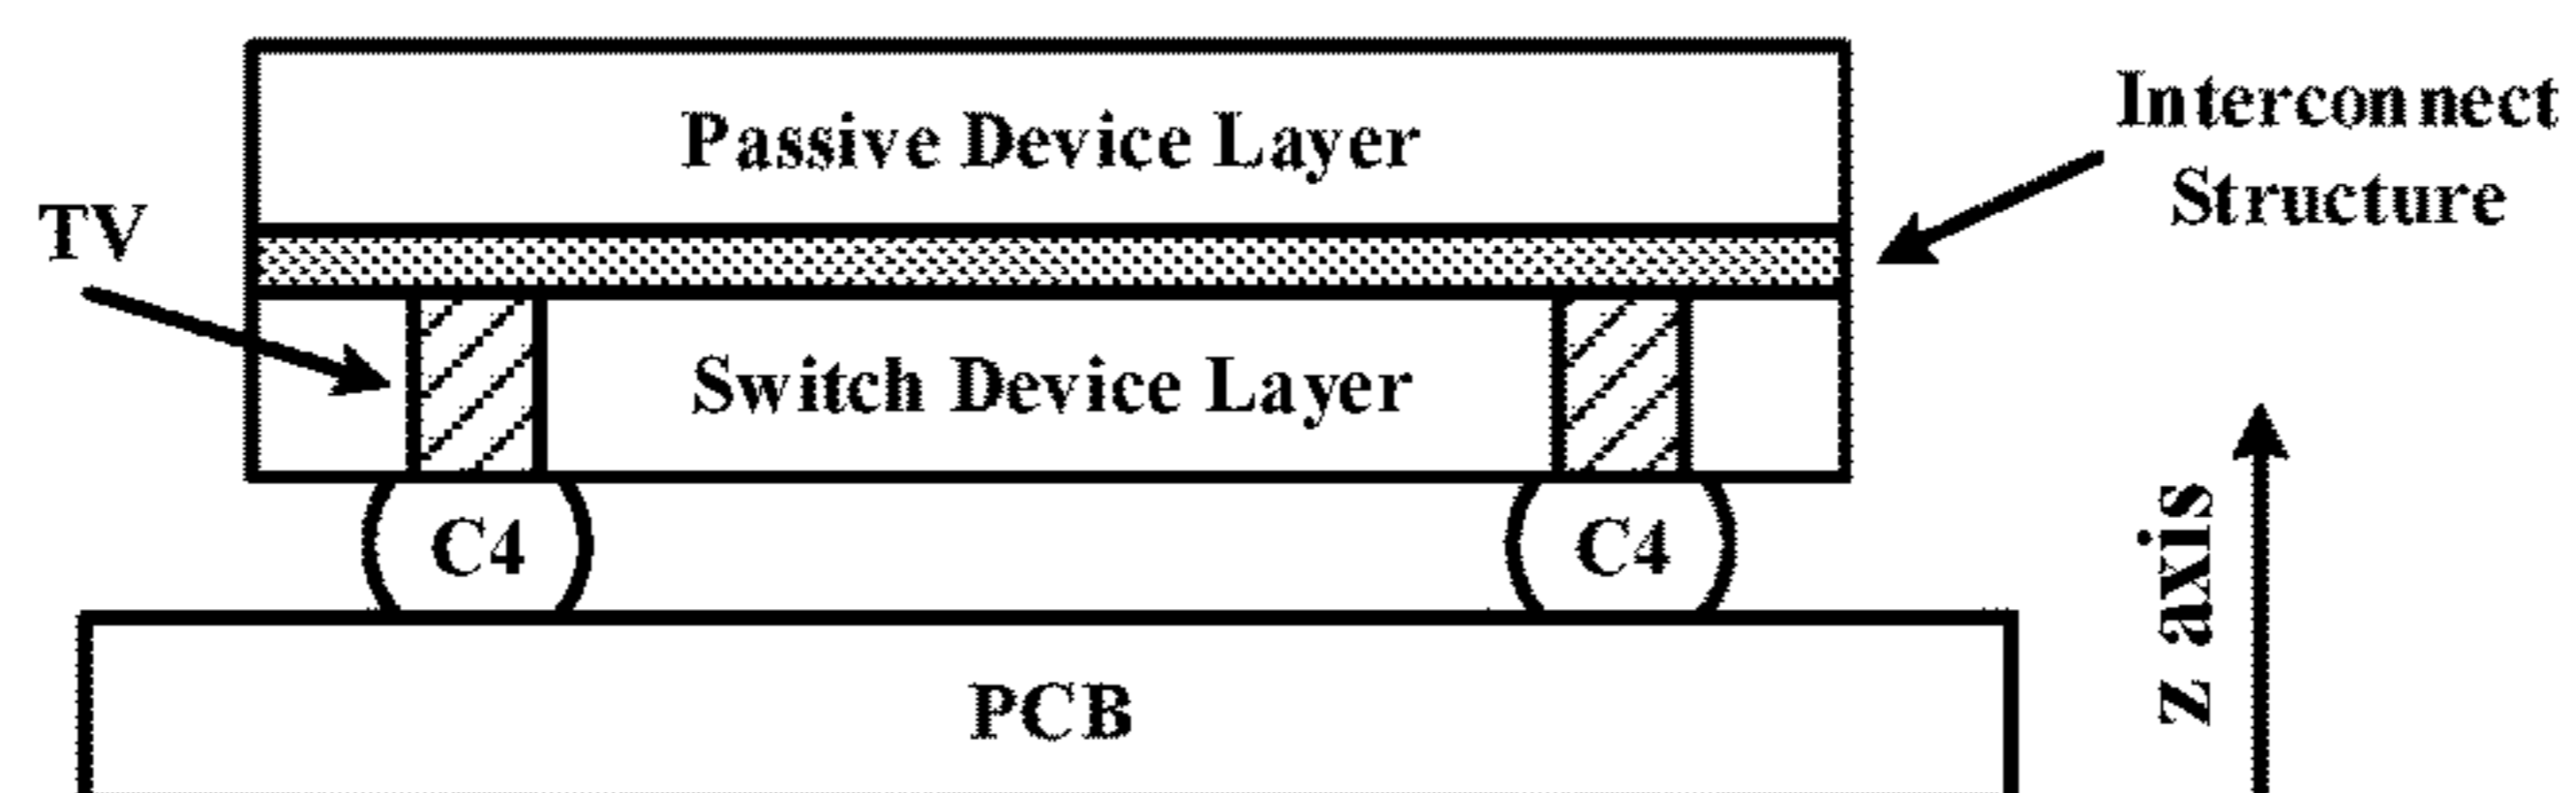 Passive Device Layer
Interconnect
Structure
TV
Switch Device Layer
C4
C4
z axis
PCB